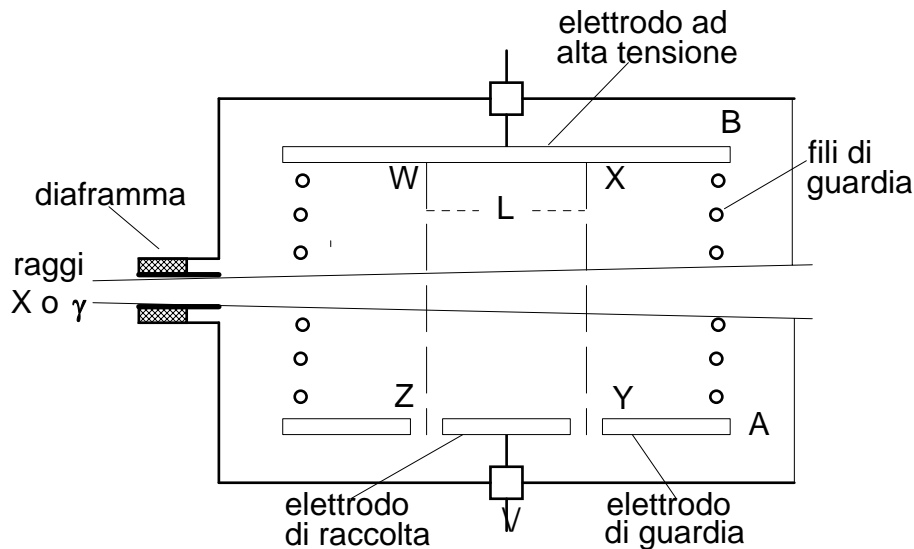 elettrodo ad
alta tensione
B
W
X
fili di
guardia
diaframma
L
raggi
X o γ
Z
Y
A
elettrodo
di raccolta
elettrodo
di guardia
V